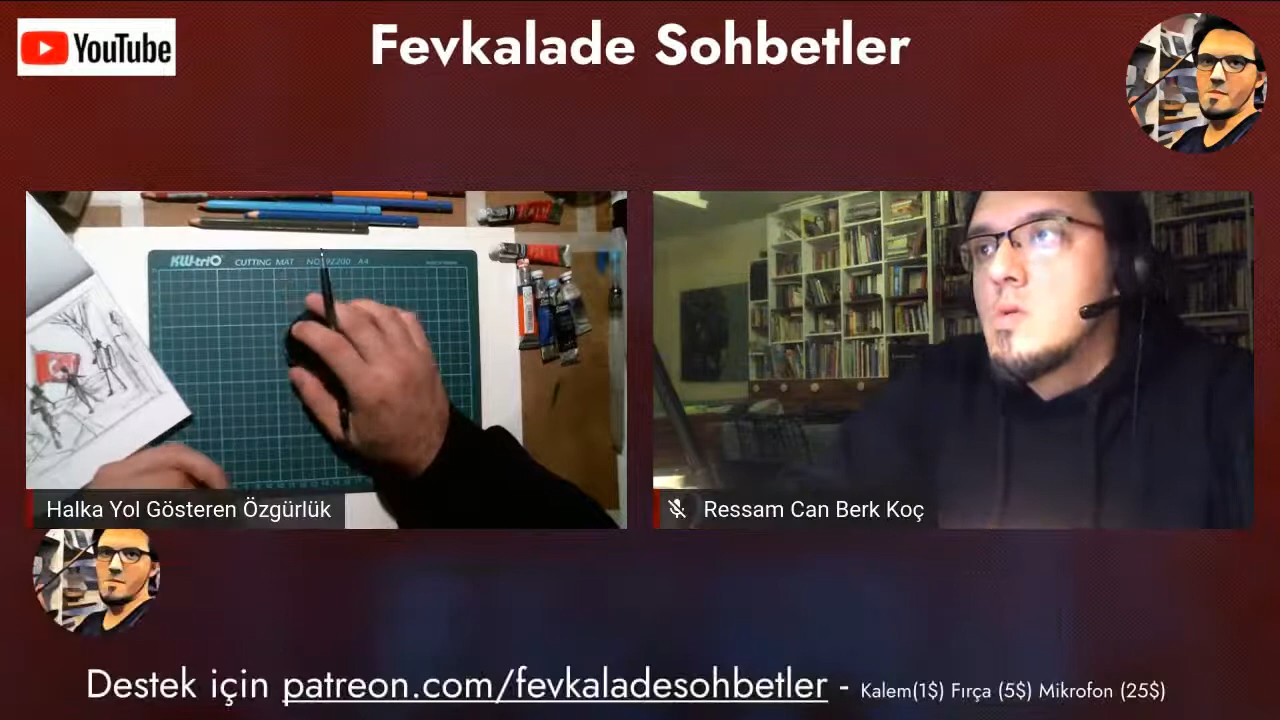 YouTube
Fevkalade Sohbetler
KW-triO CUTTING MAT A4
Halka Yol Gösteren Özgürlük
Ressam Can Berk Koç
Destek için patreon.com/fevkaladesohbetler - Kalem(1$) Fırça (5$) Mikrofon (25$)